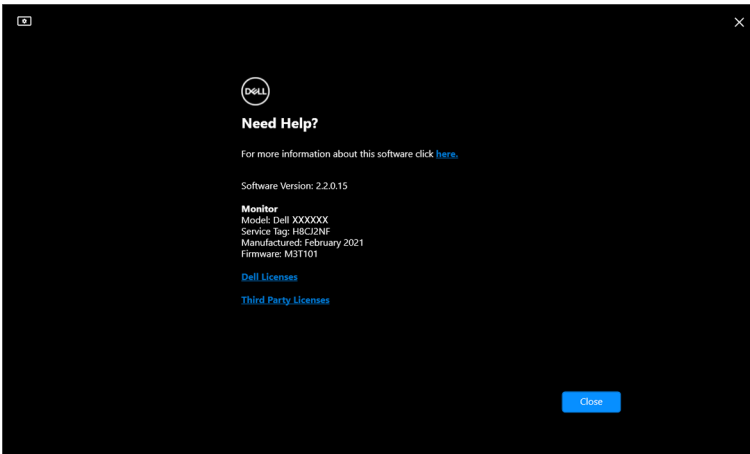 DELL
Need Help?
For more information about this software click here.
Software Version: 2.2.0.15
Monitor
Model: Dell XXXXXX
Service Tag: H8CJ2NF
Manufactured: February 2021
Firmware: M3T101
Dell Licenses
Third Party Licenses
Close